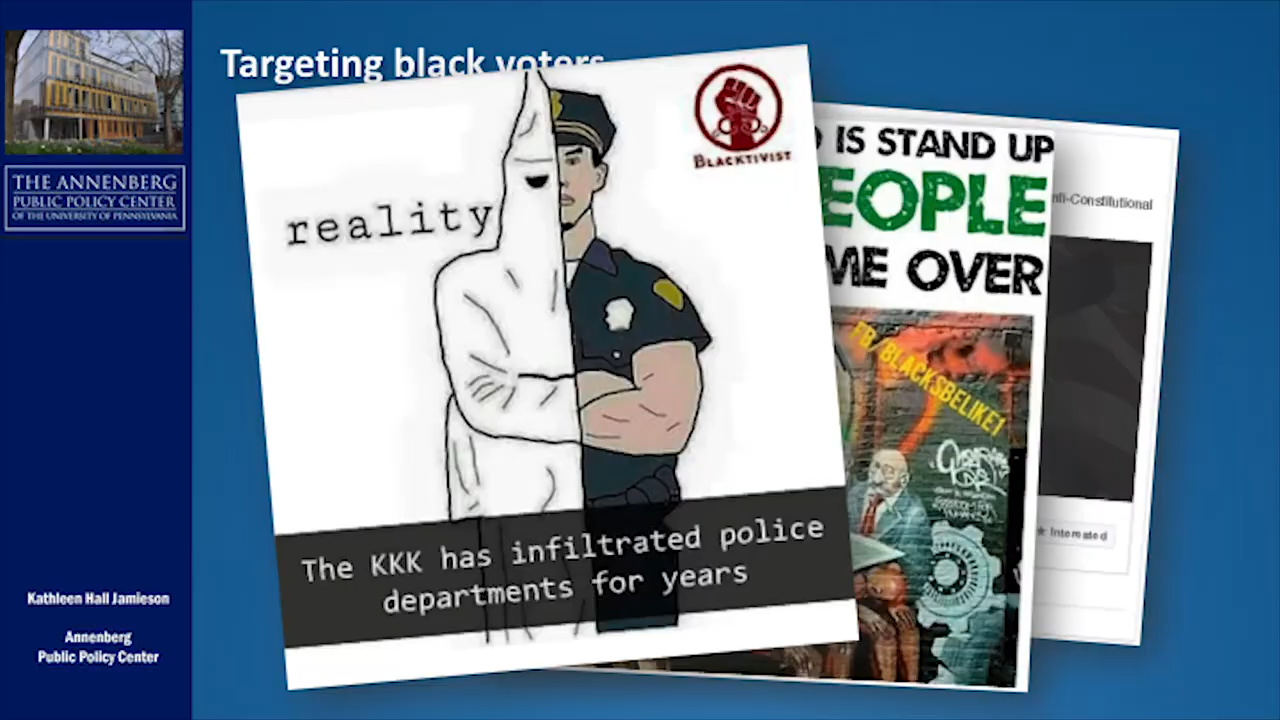 THE ANNENBERG
PUBLIC POLICY CENTER
OF THE UNIVERSITY OF PENNSYLVANIA
Kathleen Hall Jamieson
Annenberg
Public Policy Center
Targeting black voters
BLACKTIVIST
reality
The KKK has infiltrated police
departments for years
IS STAND UP
EOPLE
ME OVER
FB/BLACKSBELIKE1
nti-Constitutional
Interested